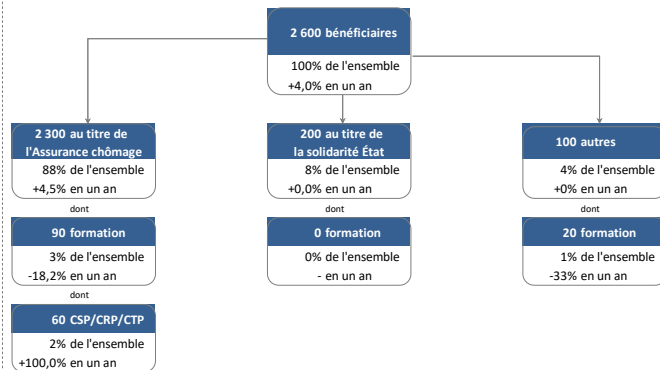 2 600 bénéficiaires
100% de l'ensemble
+4,0% en un an
2 300 au titre de
l'Assurance chômage
88% de l'ensemble
+4,5% en un an
dont
90 formation
3% de l'ensemble
-18,2% en un an
dont
60 CSP/CRP/CTP
2% de l'ensemble
+100,0% en un an
200 au titre de
la solidarité État
8% de l'ensemble
+0,0% en un an
dont
0 formation
0% de l'ensemble
- en un an
100 autres
4% de l'ensemble
+0% en un an
dont
20 formation
1% de l'ensemble
-33% en un an